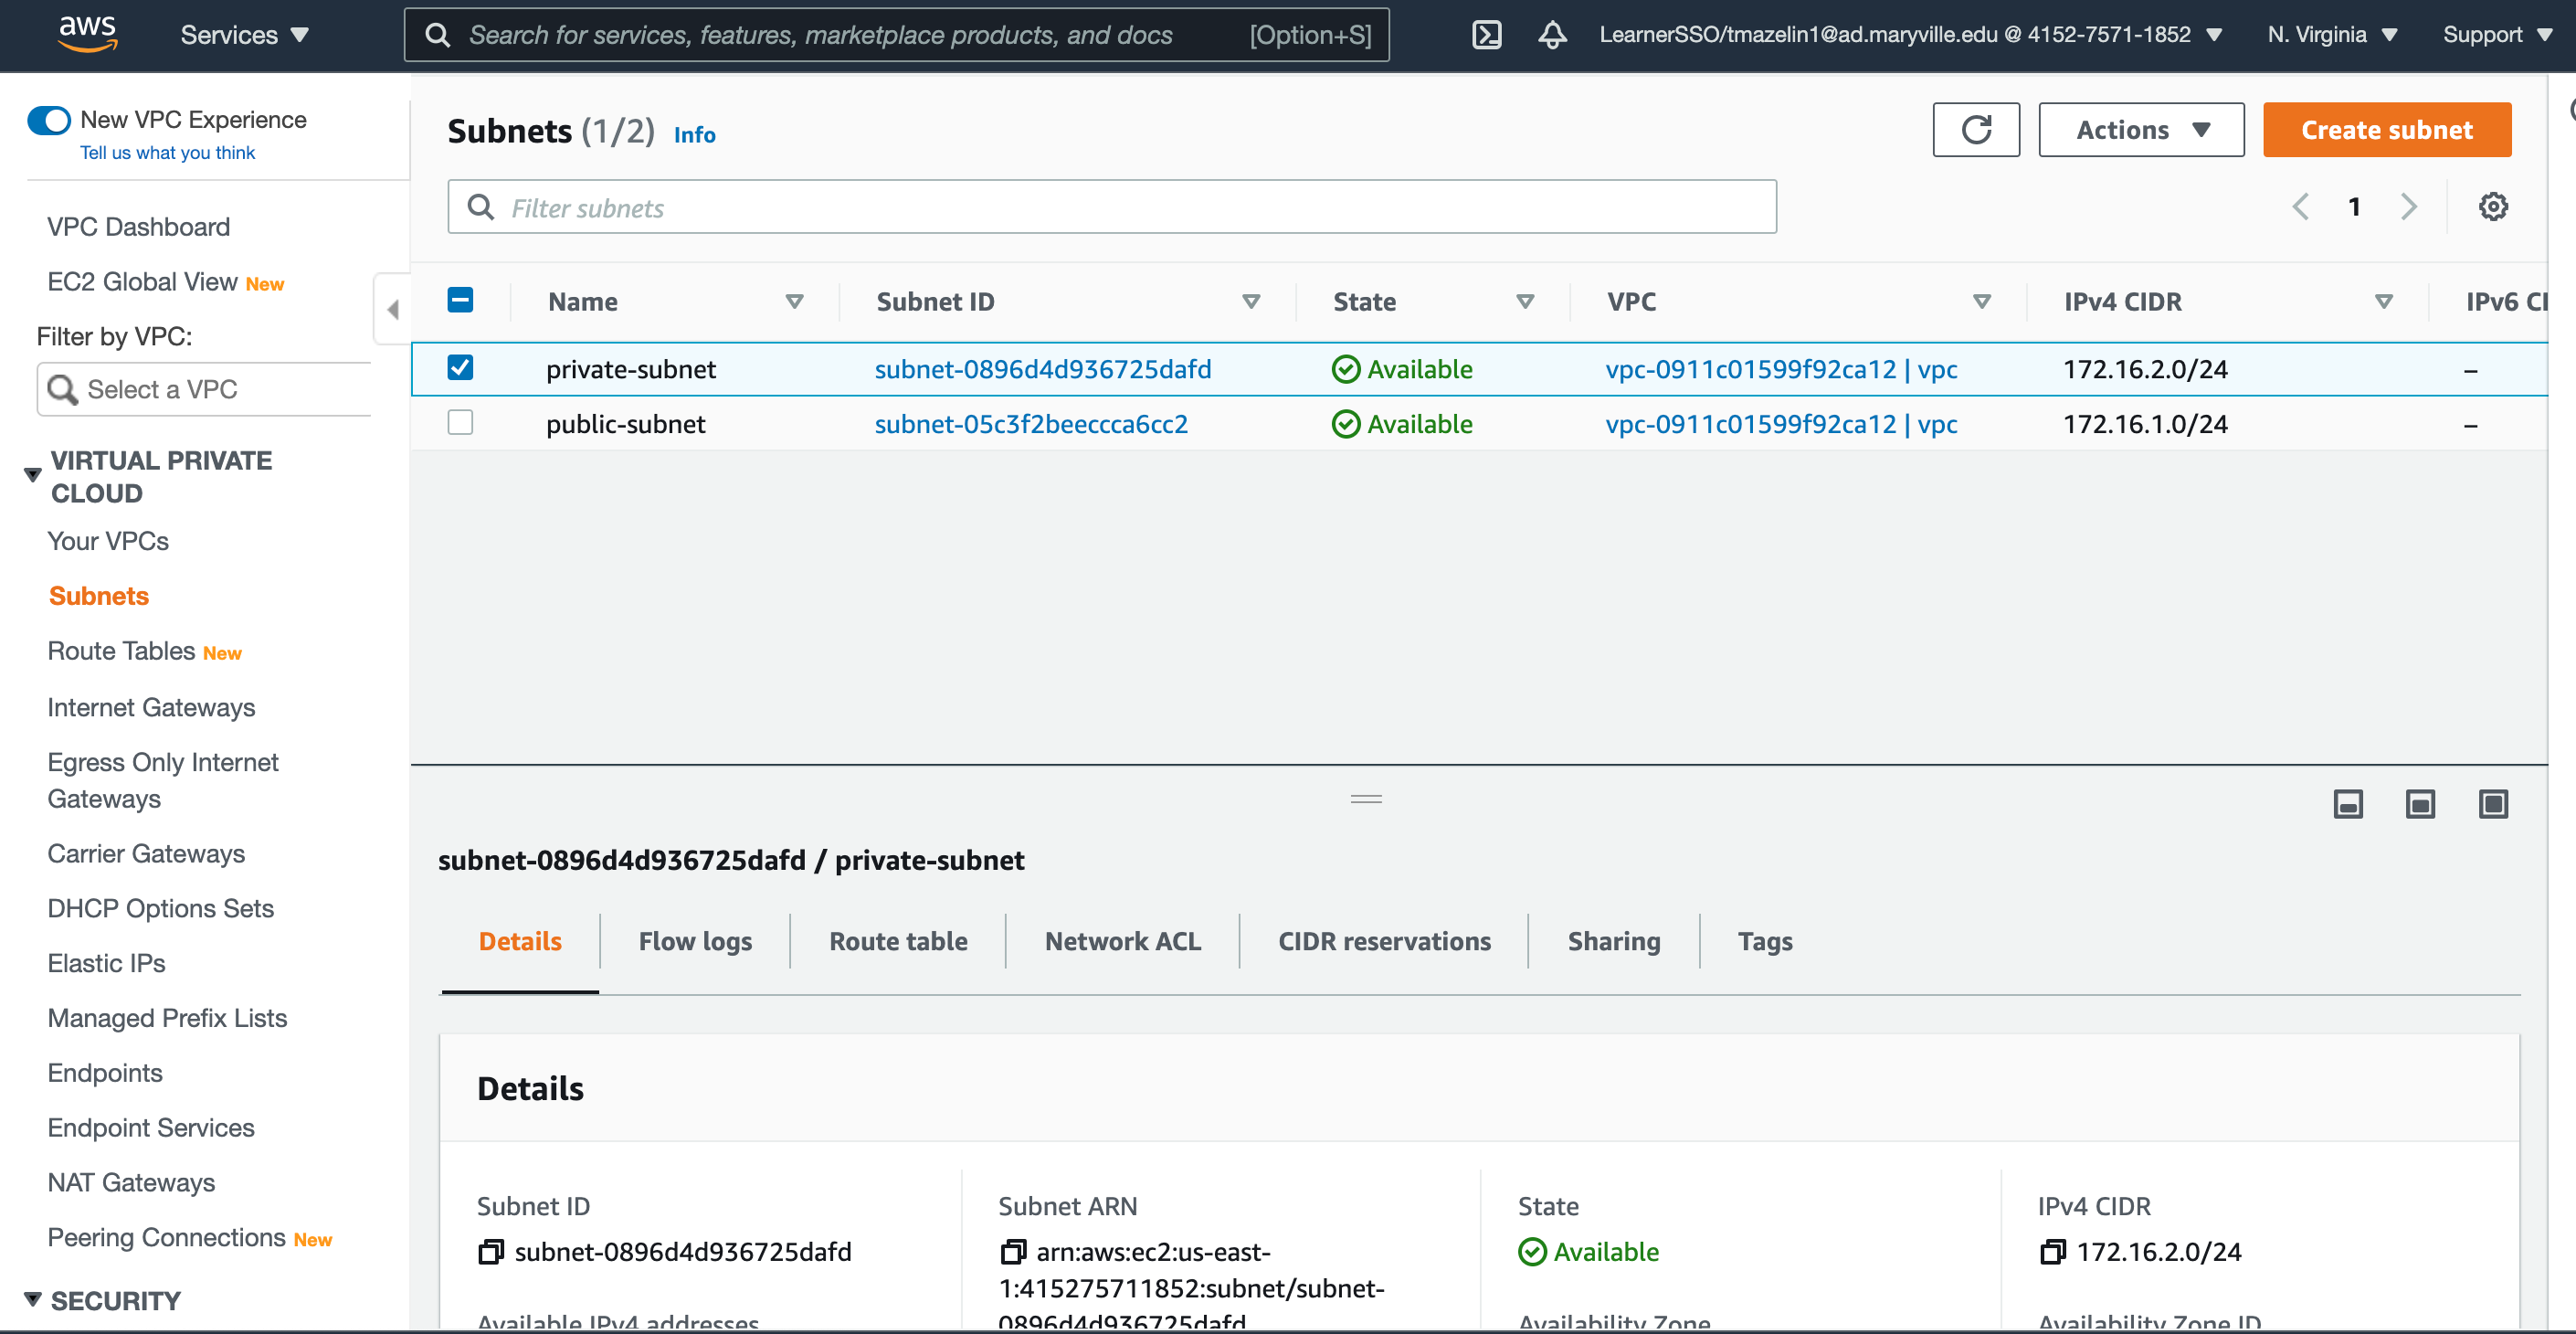 aws
Services
Search for services, features, marketplace products, and docs [Option+S]
LearnerSSO/tmazelin1@ad.maryville.edu @ 4152-7571-1852
N. Virginia
Support
New VPC Experience
Tell us what you think
VPC Dashboard
EC2 Global View New
Filter by VPC:
Select a VPC
VIRTUAL PRIVATE
CLOUD
Your VPCs
Subnets
Route Tables New
Internet Gateways
Egress Only Internet
Gateways
Carrier Gateways
DHCP Options Sets
Elastic IPs
Managed Prefix Lists
Endpoints
Endpoint Services
NAT Gateways
Peering Connections New
SECURITY
Subnets (1/2) Info
Actions
Create subnet
Filter subnets
1
Name Subnet ID State VPC IPv4 CIDR IPv6 CI
private-subnet subnet-0896d4d936725dafd Available vpc-0911c01599f92ca12 | vpc 172.16.2.0/24 –
public-subnet subnet-05c3f2beeccca6cc2 Available vpc-0911c01599f92ca12 | vpc 172.16.1.0/24 –
subnet-0896d4d936725dafd / private-subnet
Details Flow logs Route table Network ACL CIDR reservations Sharing Tags
Details
Subnet ID
subnet-0896d4d936725dafd
Available IPv4 addresses
Subnet ARN
arn:aws:ec2:us-east-
1:415275711852:subnet/subnet-
0896d4d936725dafd
State
Available
Availability Zone
IPv4 CIDR
172.16.2.0/24
Availability Zone ID